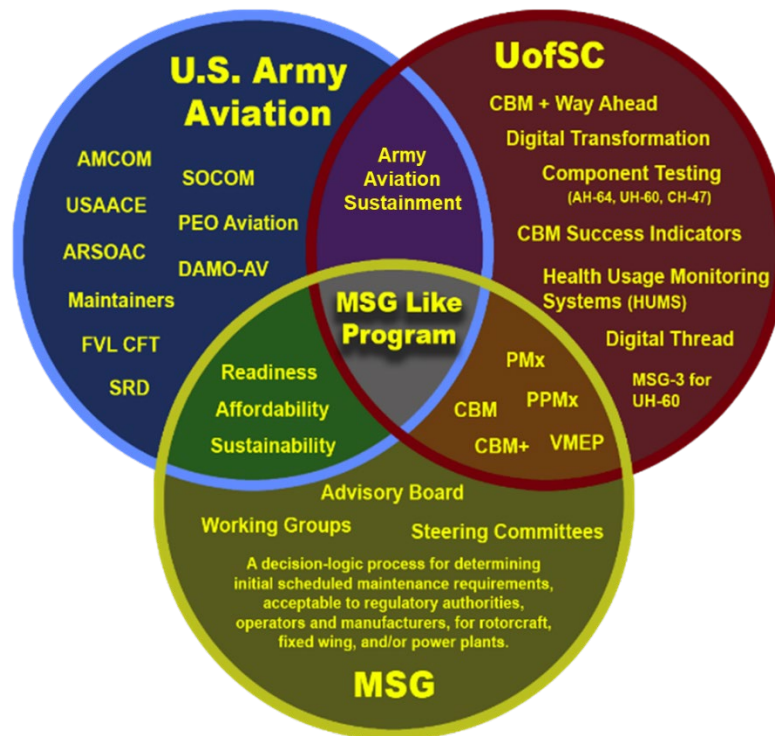 U.S. Army
Aviation
AMCOM
SOCOM
USAACE
PEO Aviation
ARSOAC
DAMO-AV
Maintainers
FVL CFT
SRD
Army
Aviation
Sustainment
UofSC
CBM + Way Ahead
Digital Transformation
Component Testing
(AH-64, UH-60, CH-47)
CBM Success Indicators
Health Usage Monitoring
Systems (HUMS)
Digital Thread
MSG-3 for
UH-60
MSG Like
Program
Readiness
Affordability
Sustainability
PMx
PPMx
CBM
CBM+
VMEP
Advisory Board
Working Groups
Steering Committees
A decision-logic process for determining
initial scheduled maintenance requirements,
acceptable to regulatory authorities,
operators and manufacturers, for rotorcraft,
fixed wing, and/or power plants.
MSG